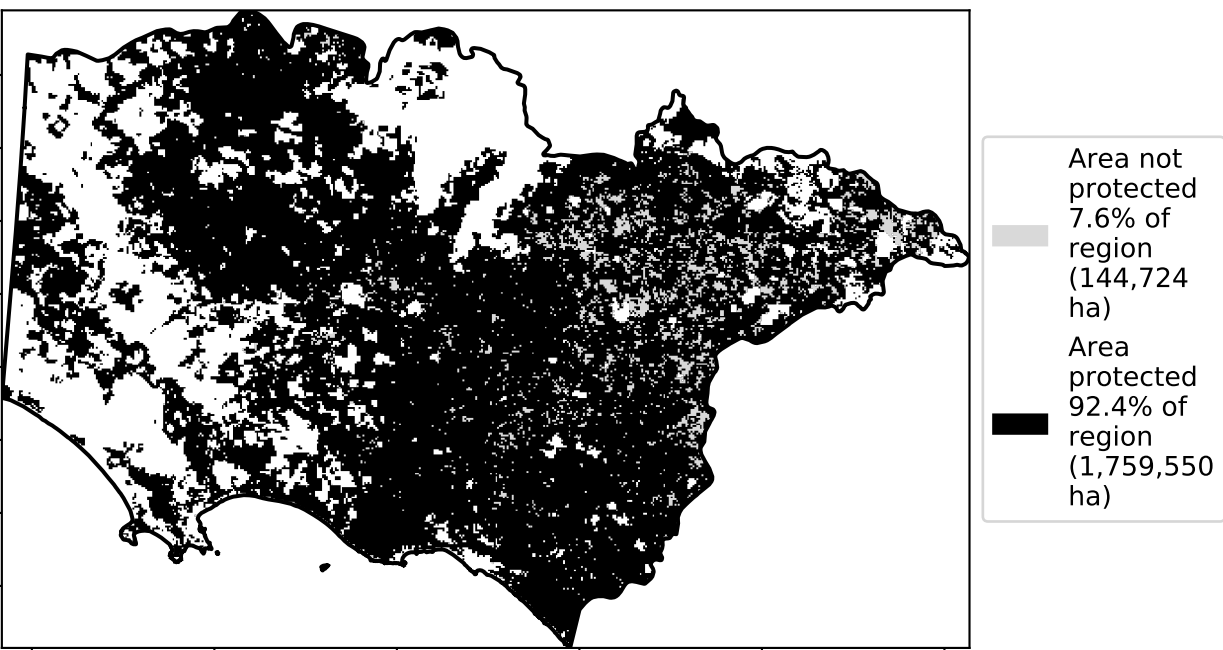 Area not
protected
7.6% of
region
(144,724
ha)
Area
protected
92.4% of
region
(1,759,550
ha)